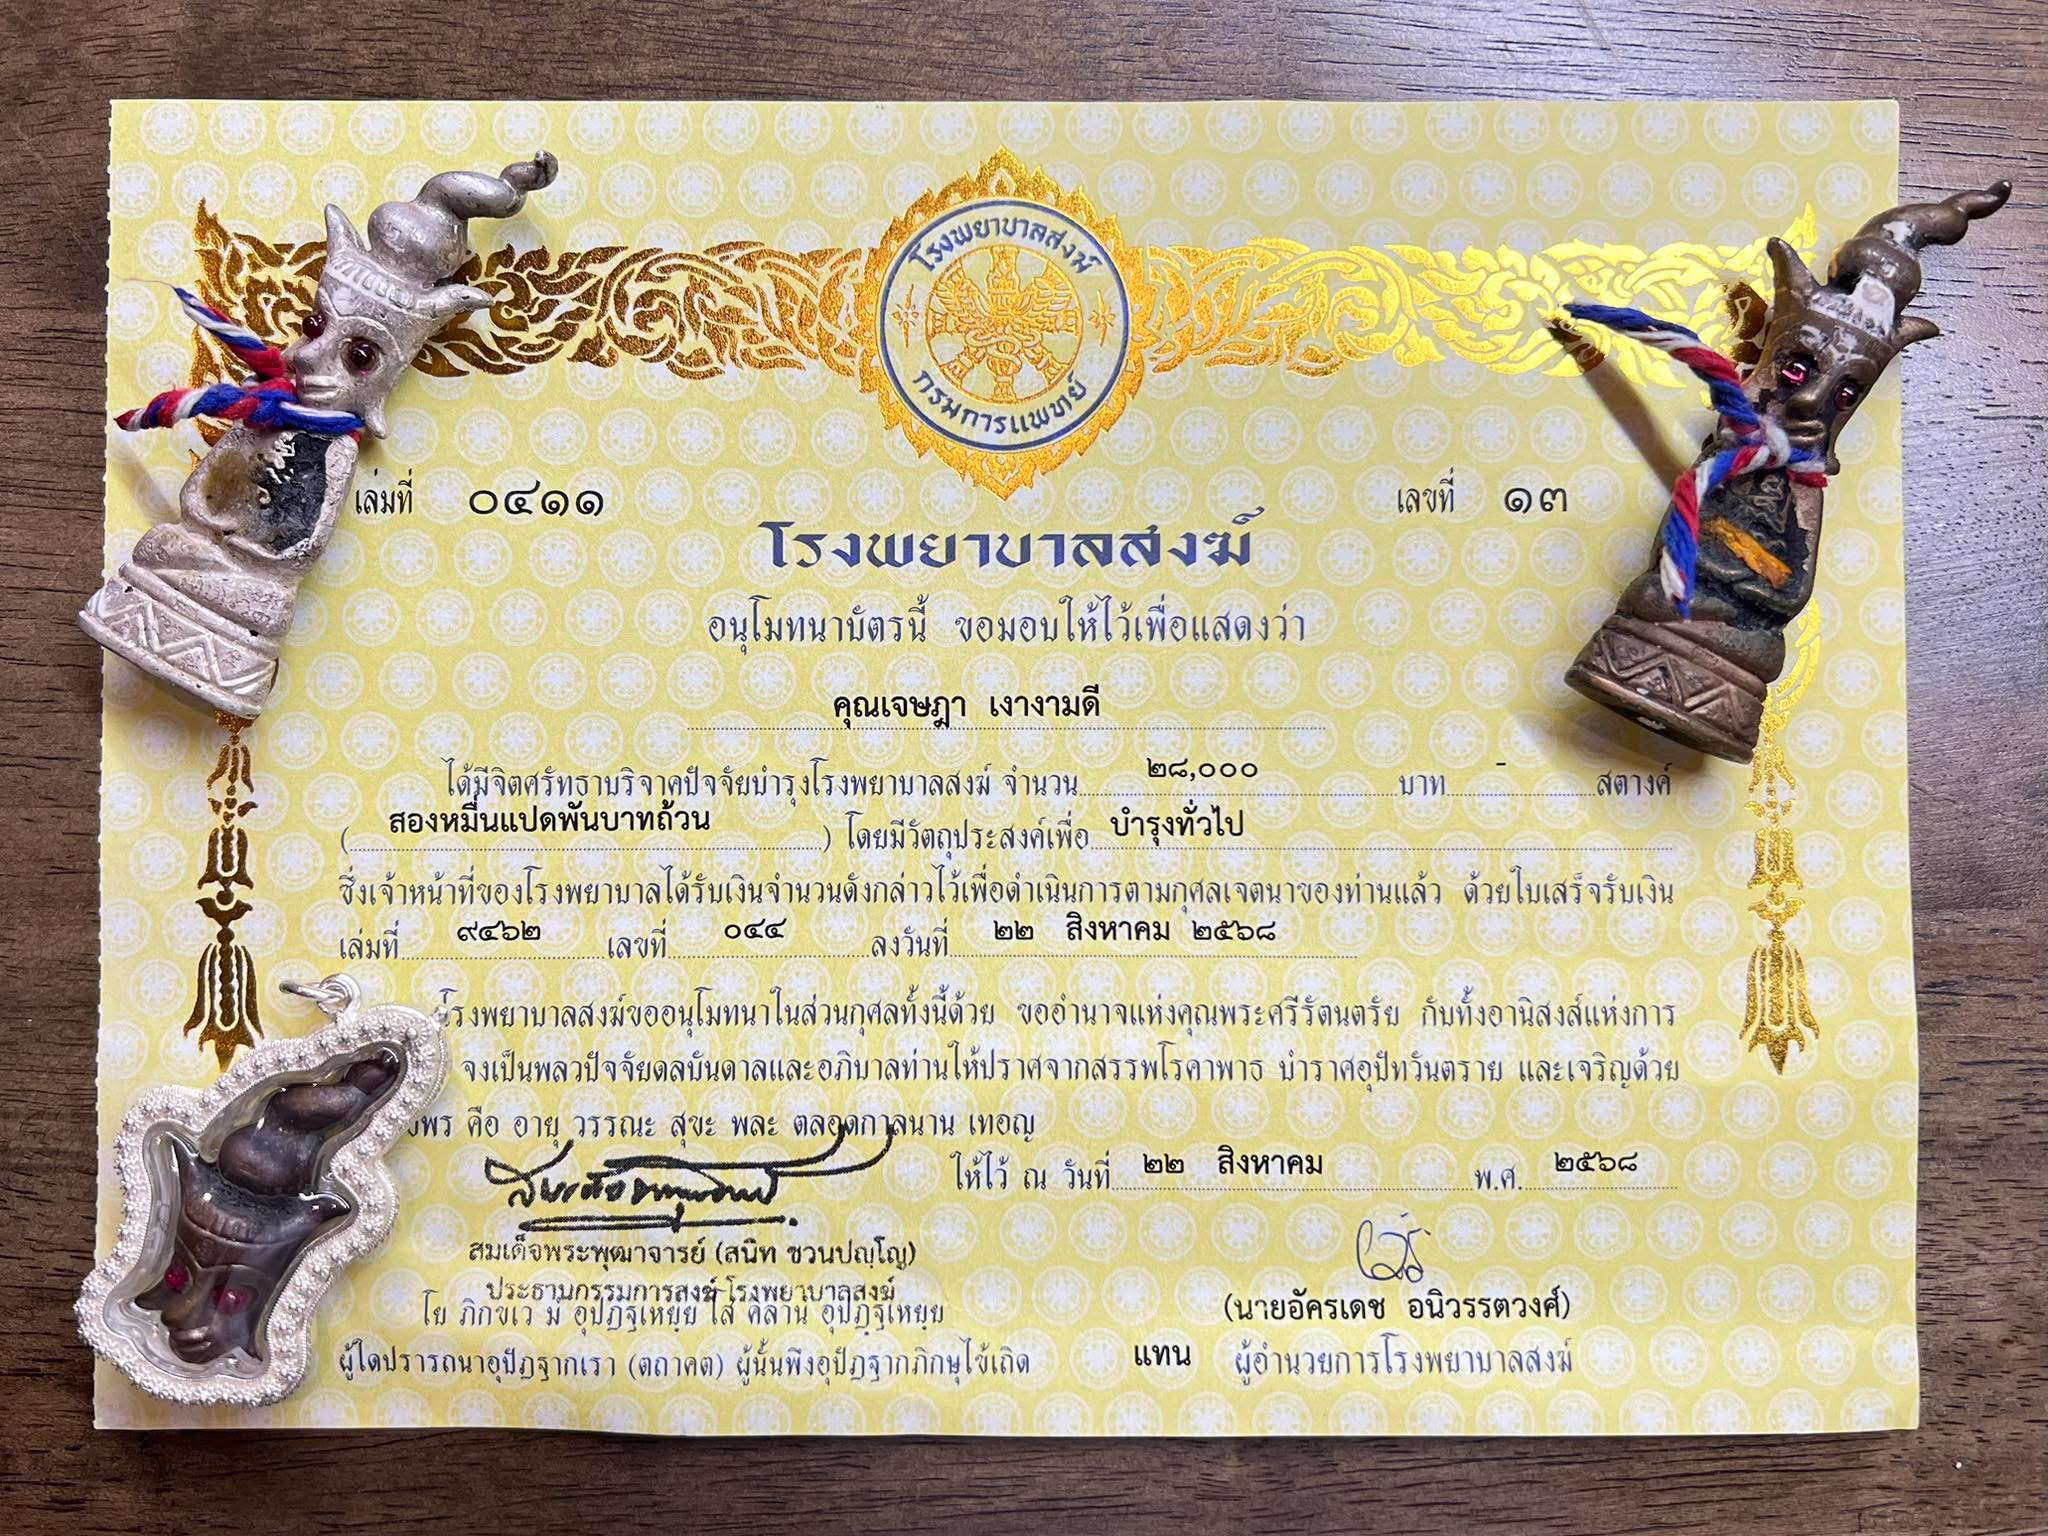 โรงพยาบาลสงฆ์
กรมการแพทย์
เล่มที่ ๐๔๑๑ เลขที่ ๑๓
โรงพยาบาลสงฆ์
อนุโมทนาบัตรนี้ ขอมอบให้ไว้เพื่อแสดงว่า
คุณเจษฎา เงางามดี
ได้มีจิตศรัทธาบริจาคปัจจัยบำรุงโรงพยาบาลสงฆ์ จำนวน ๒๘,๐๐๐ บาท - สตางค์
(สองหมื่นแปดพันบาทถ้วน) โดยมีวัตถุประสงค์เพื่อ บำรุงทั่วไป
ซึ่งเจ้าหน้าที่ของโรงพยาบาลได้รับเงินจำนวนดังกล่าวไว้เพื่อดำเนินการตามกุศลเจตนาของท่านแล้ว ด้วยใบเสร็จรับเงิน
เล่มที่ ๙๔๖๒ เลขที่ ๐๔๔ ลงวันที่ ๒๒ สิงหาคม ๒๕๖๘
โรงพยาบาลสงฆ์ขออนุโมทนาในส่วนกุศลทั้งนี้ด้วย ขออำนาจแห่งคุณพระศรีรัตนตรัย กับทั้งอานิสงส์แห่งการ
จงเป็นพลวปัจจัยดลบันดาลและอภิบาลท่านให้ปราศจากสรรพโรคาพาธ บำราศอุปัทวันตราย และเจริญด้วย
พร คือ อายุ วรรณะ สุขะ พละ ตลอดกาลนาน เทอญ
ให้ไว้ ณ วันที่ ๒๒ สิงหาคม พ.ศ. ๒๕๖๘
สมเด็จพระพุฒาจารย์ (สนิท ชวนปญฺโญ)
ประธานกรรมการสงฆ์ โรงพยาบาลสงฆ์
โย ภิกขเว มํ อุปฏฺฐเหยฺย โส คิลานํ อุปฏฺฐเหยฺย
ผู้ใดปรารถนาอุปัฏฐากเรา (ตถาคต) ผู้นั้นพึงอุปัฏฐากภิกษุไข้เถิด
(นายอัครเดช อนิวรรตวงศ์)
แทน ผู้อำนวยการโรงพยาบาลสงฆ์